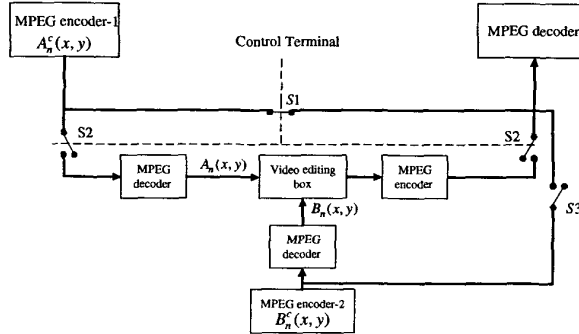 MPEG encoder-1
A_n^c(x, y)
Control Terminal
MPEG decoder
S1
S2
S2
MPEG
decoder
A_n(x, y)
Video editing
box
MPEG
encoder
S3
B_n(x, y)
MPEG
decoder
MPEG encoder-2
B_n^c(x, y)